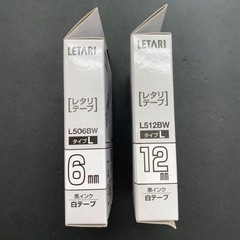 LETARI
[レタリ
テープ]
L506BW
タイプL
6mm
黒インク
白テープ
LETARI
[レタリ
テープ]
L512BW
タイプL
12mm
黒インク
白テープ